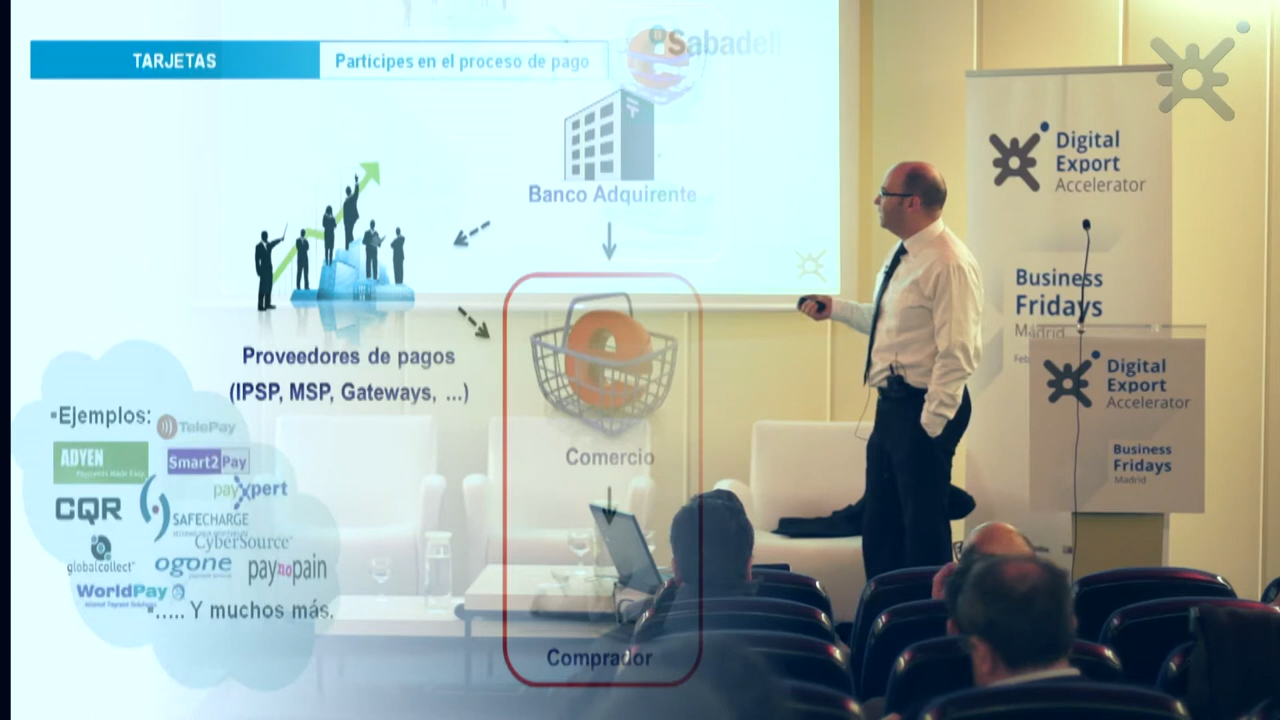 TARJETAS
Participes en el proceso de pago
Sabadell
Banco Adquirente
Proveedores de pagos
(IPSP, MSP, Gateways, ...)
Ejemplos:
TelePay
ADYEN
Payments Made Easy
Smart2Pay
payXpert
CQR
SAFECHARGE
CyberSource
globalcollect
ogone
paynopain
WorldPay
..... Y muchos más.
e
Comercio
Comprador
Digital
Export
Accelerator
Business
Fridays
Madrid
Digital
Export
Accelerator
Business
Fridays
Madrid